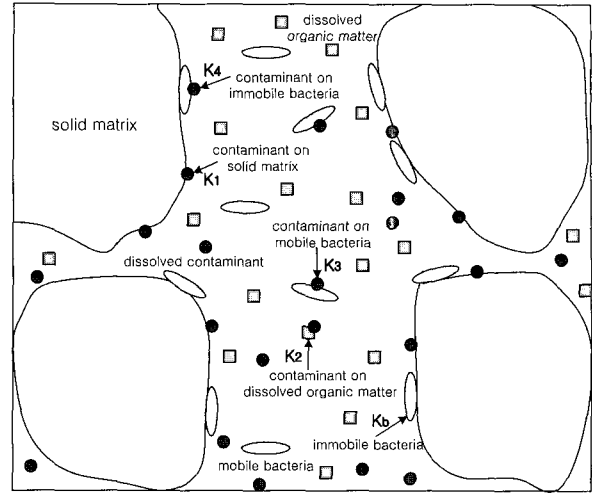 dissolved
organic matter
K4
contaminant on
immobile bacteria
solid matrix
contaminant on
solid matrix
K1
contaminant on
mobile bacteria
dissolved contaminant
K3
K2
contaminant on
dissolved organic matter
Kb
immobile bacteria
mobile bacteria